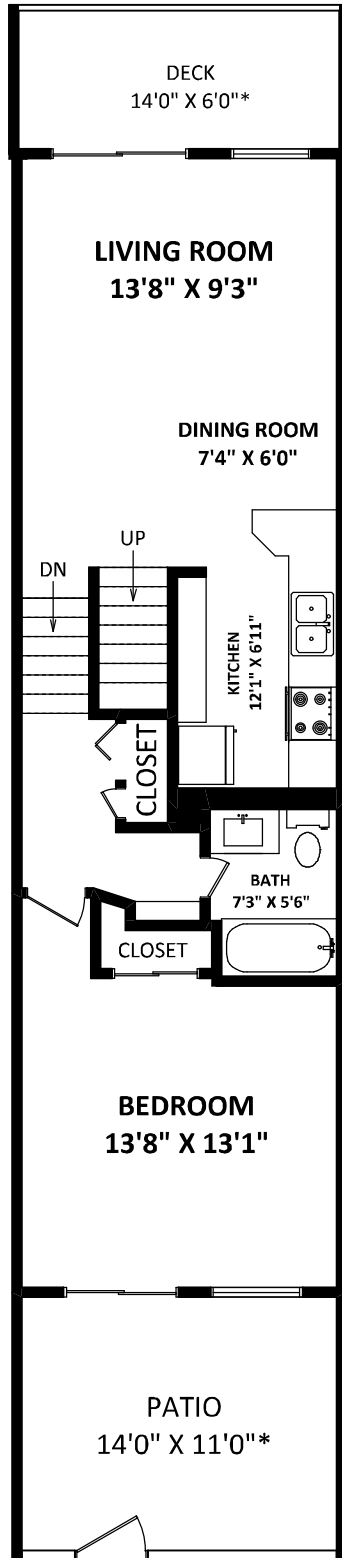 DECK
14'0" X 6'0"*
LIVING ROOM
13'8" X 9'3"
DINING ROOM
7'4" X 6'0"
UP
DN
KITCHEN
12'1" X 6'11"
CLOSET
BATH
7'3" X 5'6"
CLOSET
BEDROOM
13'8" X 13'1"
PATIO
14'0" X 11'0"*